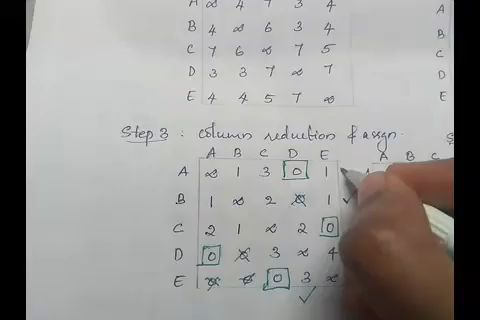 A ∞ 4 7 3 4
B 4 ∞ 6 3 4 A
C 7 6 ∞ 7 5 B
D 3 3 7 ∞ 7 C
E 4 4 5 7 ∞ D
Step 3 : Column reduction & assign. S
A B C D E A B C
A ∞ 1 3 0 1
B 1 ∞ 2 0 1 ✓
C 2 1 ∞ 2 0
D 0 0 3 ∞ 4
E 0 0 0 3 ∞
✓